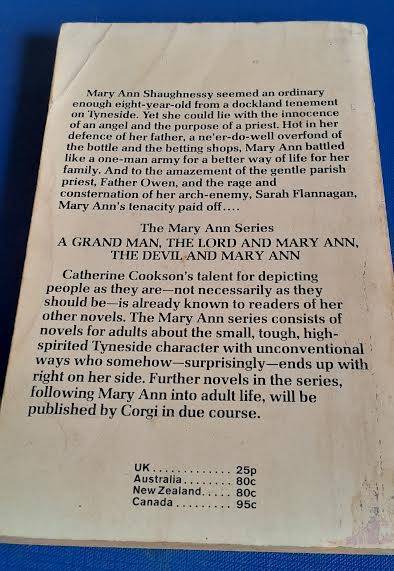 Mary Ann Shaughnessy seemed an ordinary
enough eight-year-old from a dockland tenement
on Tyneside. Yet she could lie with the innocence
of an angel and the purpose of a priest. Hot in her
defence of her father, a ne'er-do-well overfond of
the bottle and the betting shops, Mary Ann battled
like a one-man army for a better way of life for her
family. And to the amazement of the gentle parish
priest, Father Owen, and the rage and
consternation of her arch-enemy, Sarah Flannagan,
Mary Ann's tenacity paid off....
The Mary Ann Series
A GRAND MAN, THE LORD AND MARY ANN,
THE DEVIL AND MARY ANN
Catherine Cookson's talent for depicting
people as they are—not necessarily as they
should be—is already known to readers of her
other novels. The Mary Ann series consists of
novels for adults about the small, tough, high-
spirited Tyneside character with unconventional
ways who somehow—surprisingly—ends up with
right on her side. Further novels in the series,
following Mary Ann into adult life, will be
published by Corgi in due course.
UK............. 25p
Australia........ 80c
New Zealand..... 80c
Canada ......... 95c